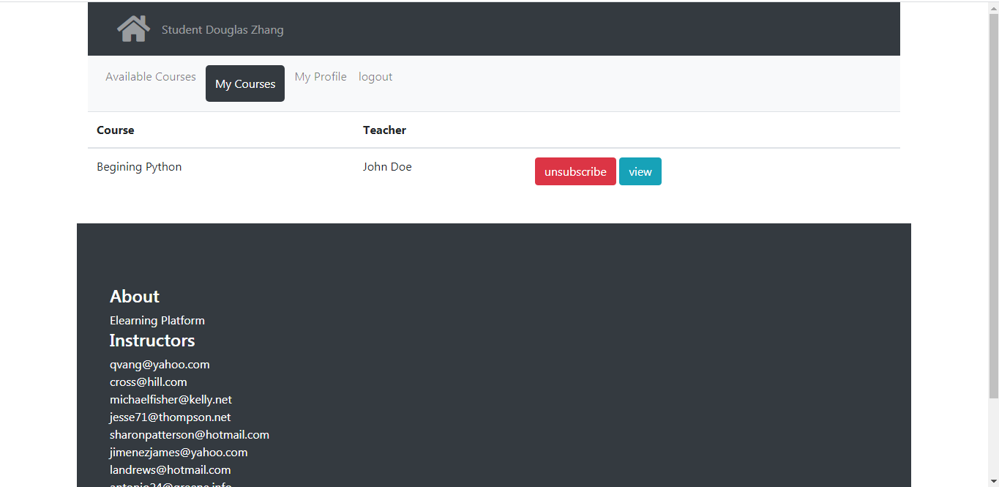 Student Douglas Zhang
Available Courses My Courses My Profile logout
Course Teacher
Begining Python John Doe unsubscribe view
About
Elearning Platform
Instructors
qvang@yahoo.com
cross@hill.com
michaelfisher@kelly.net
jesse71@thompson.net
sharonpatterson@hotmail.com
jimenezjames@yahoo.com
landrews@hotmail.com